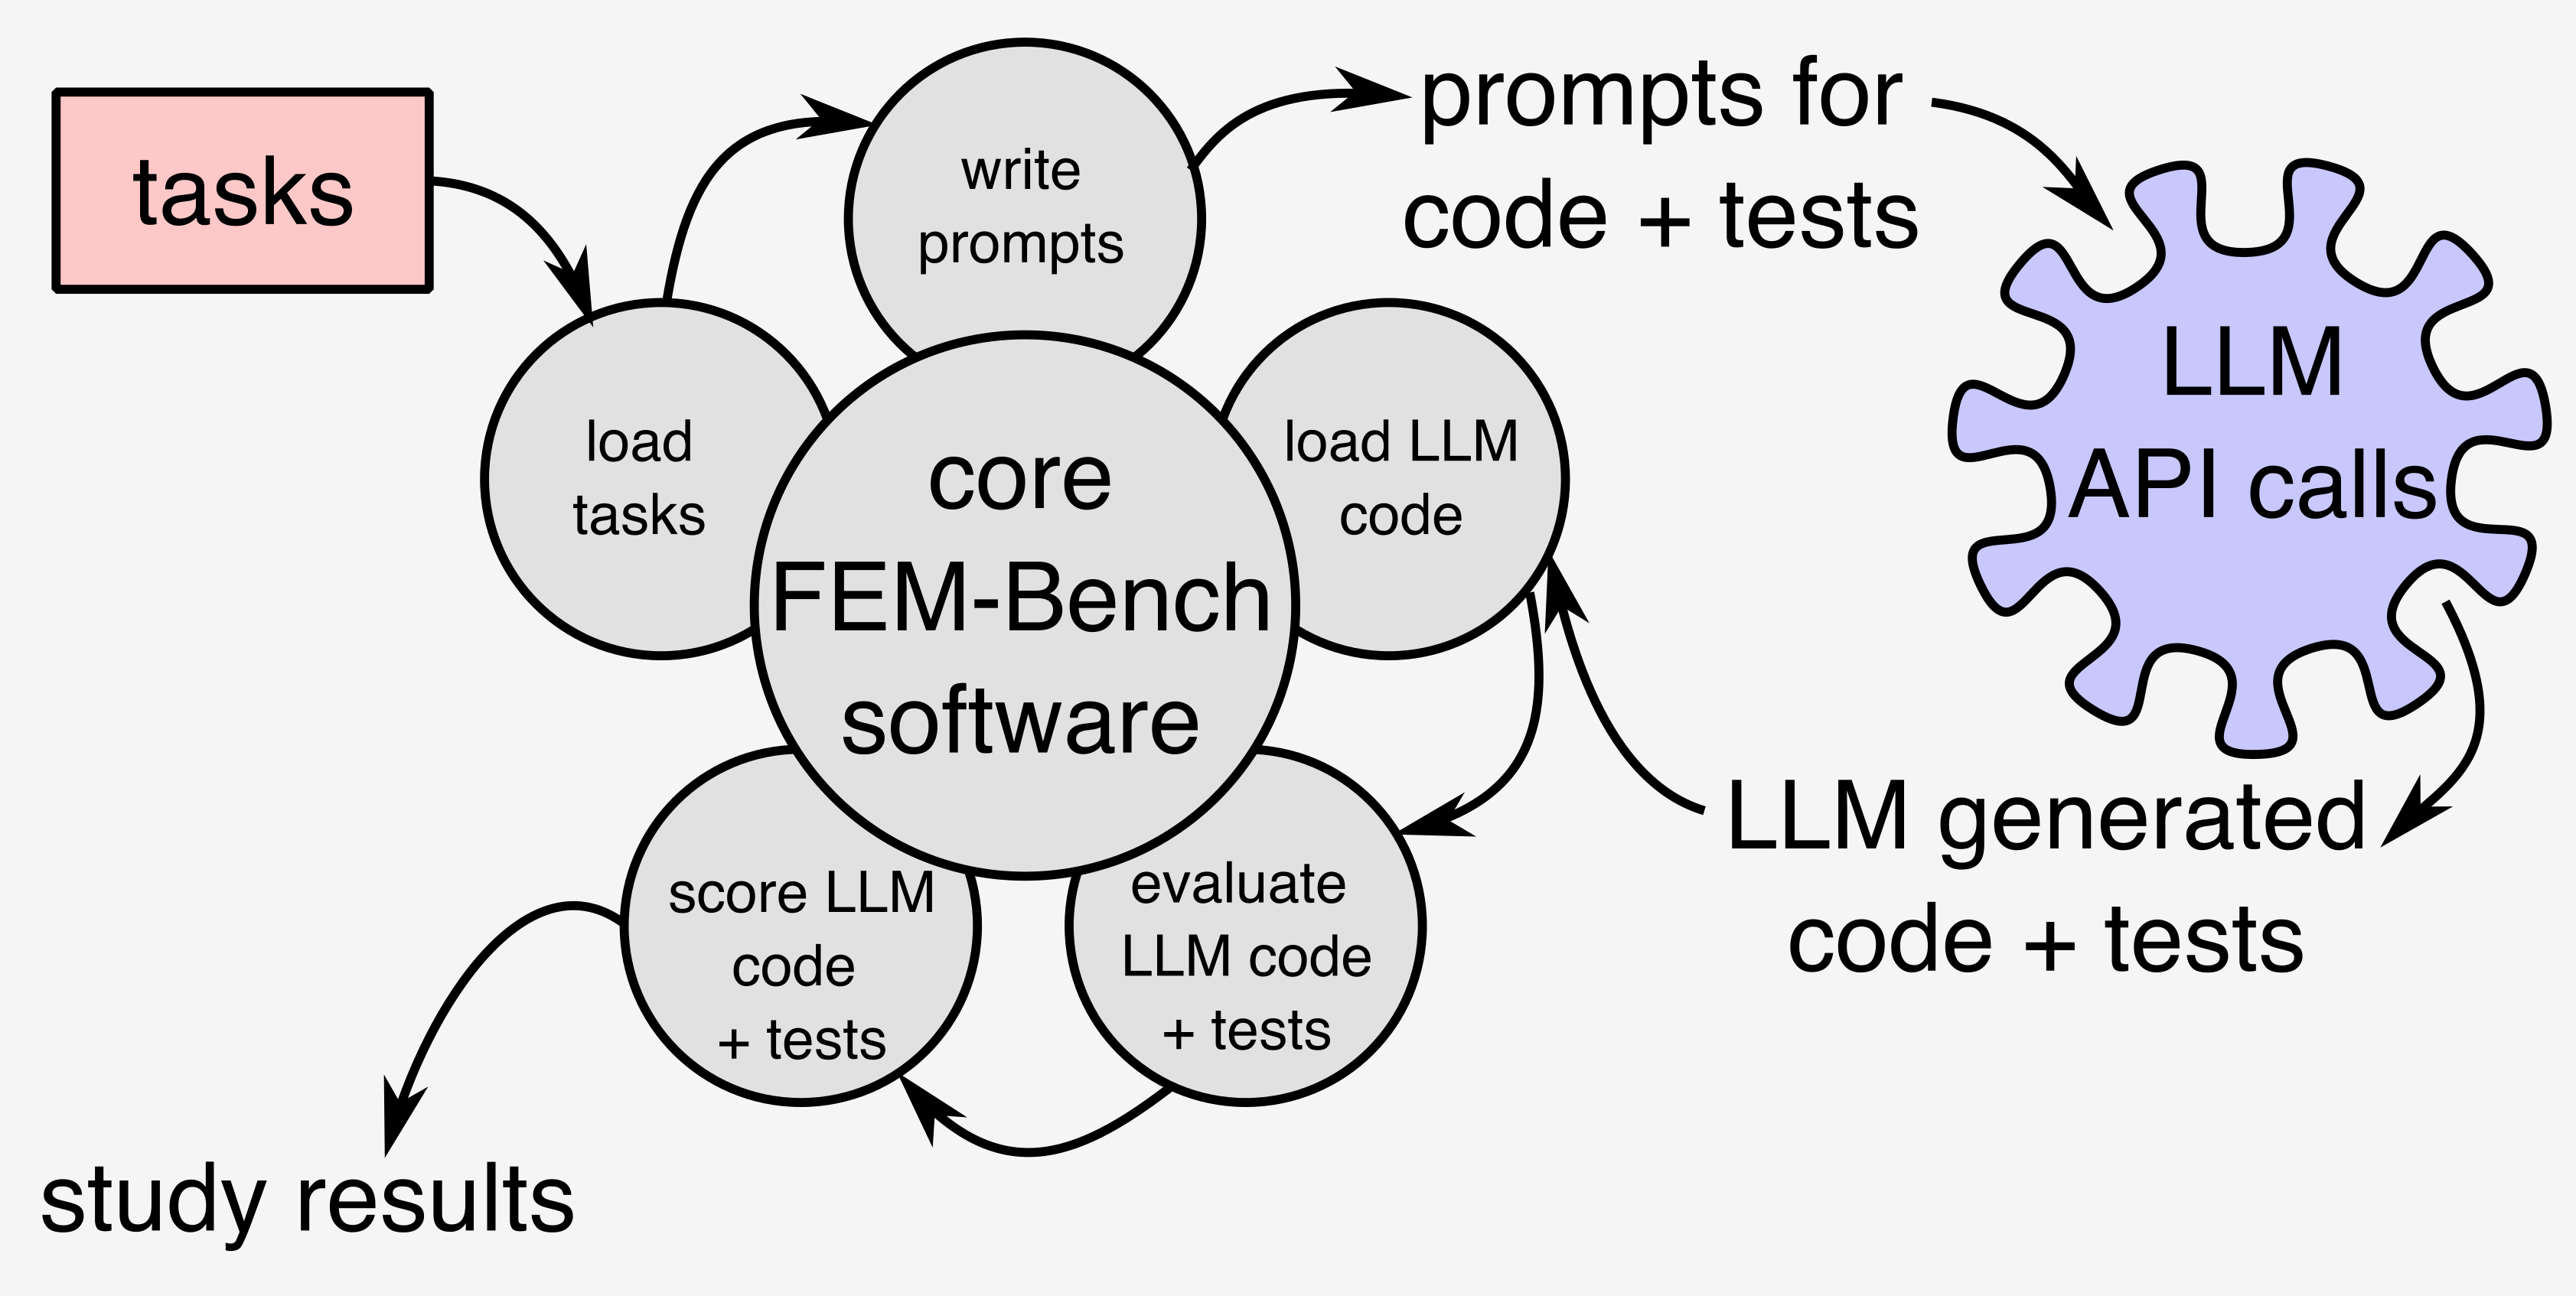 tasks
load
tasks
write
prompts
prompts for
code + tests
LLM
API calls
LLM generated
code + tests
load LLM
code
core
FEM-Bench
software
evaluate
LLM code
+ tests
score LLM
code
+ tests
study results